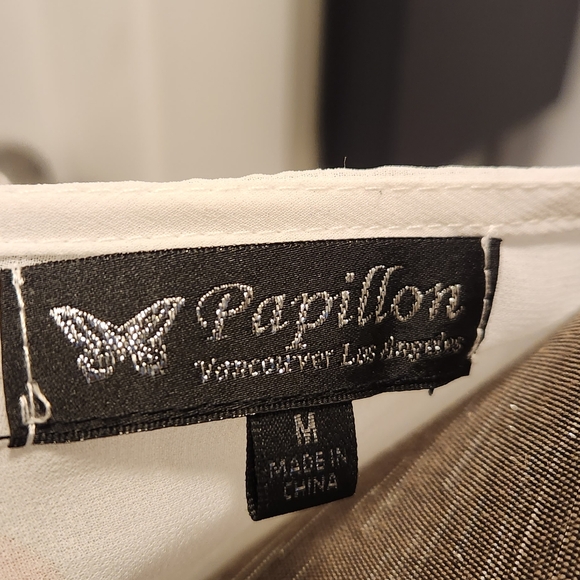 Papillon
Vancouver Los Angeles
M
MADE IN
CHINA